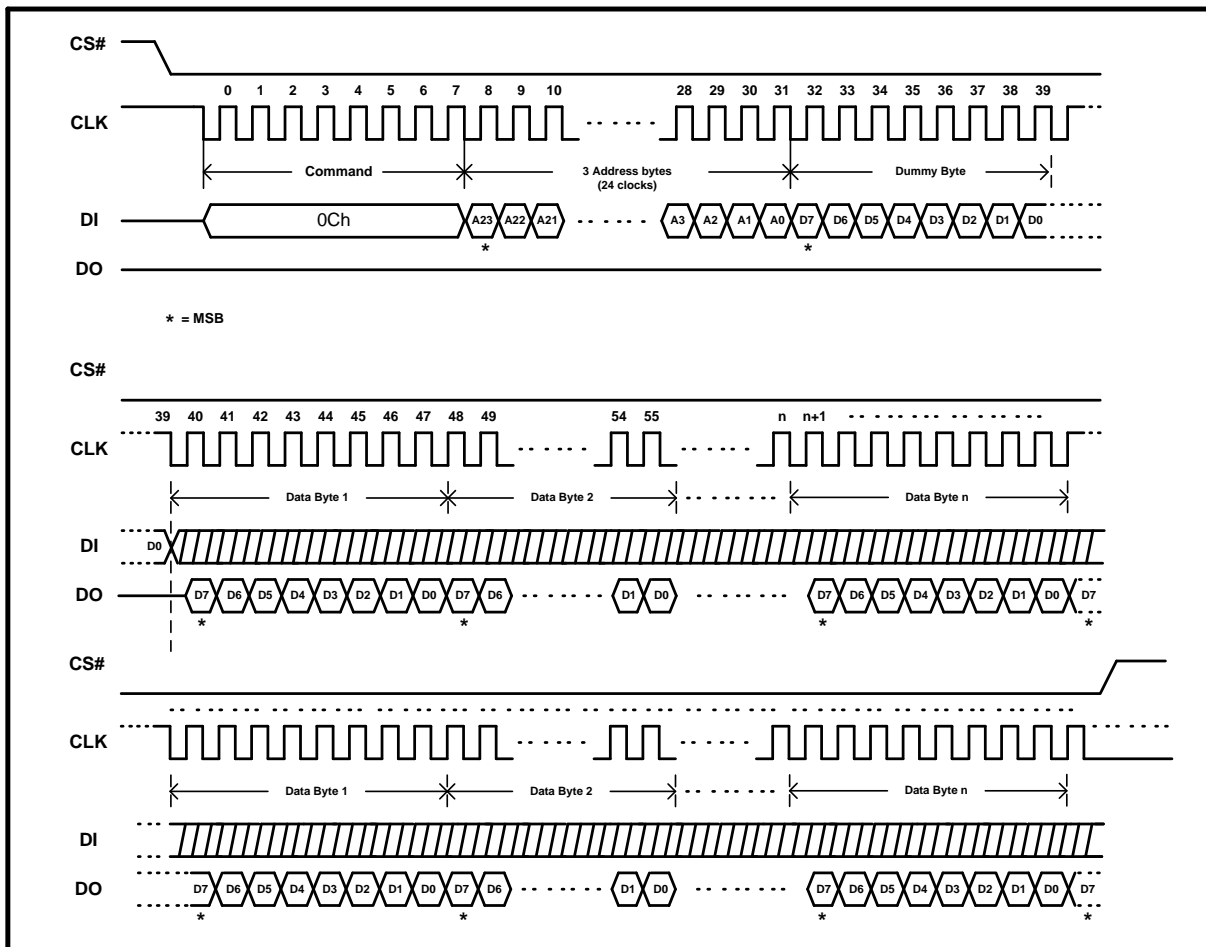 CS#
0 1 2 3 4 5 6 7 8 9 10 28 29 30 31 32 33 34 35 36 37 38 39
CLK
Command 3 Address bytes (24 clocks) Dummy Byte
DI 0Ch A23 A22 A21 A3 A2 A1 A0 D7 D6 D5 D4 D3 D2 D1 D0
* *
DO
* = MSB
CS#
39 40 41 42 43 44 45 46 47 48 49 54 55 n n+1
CLK
Data Byte 1 Data Byte 2 Data Byte n
DI D0
DO D7 D6 D5 D4 D3 D2 D1 D0 D7 D6 D1 D0 D7 D6 D5 D4 D3 D2 D1 D0 D7
* * * *
CS#
CLK
Data Byte 1 Data Byte 2 Data Byte n
DI
DO D7 D6 D5 D4 D3 D2 D1 D0 D7 D6 D1 D0 D7 D6 D5 D4 D3 D2 D1 D0 D7
* * * *